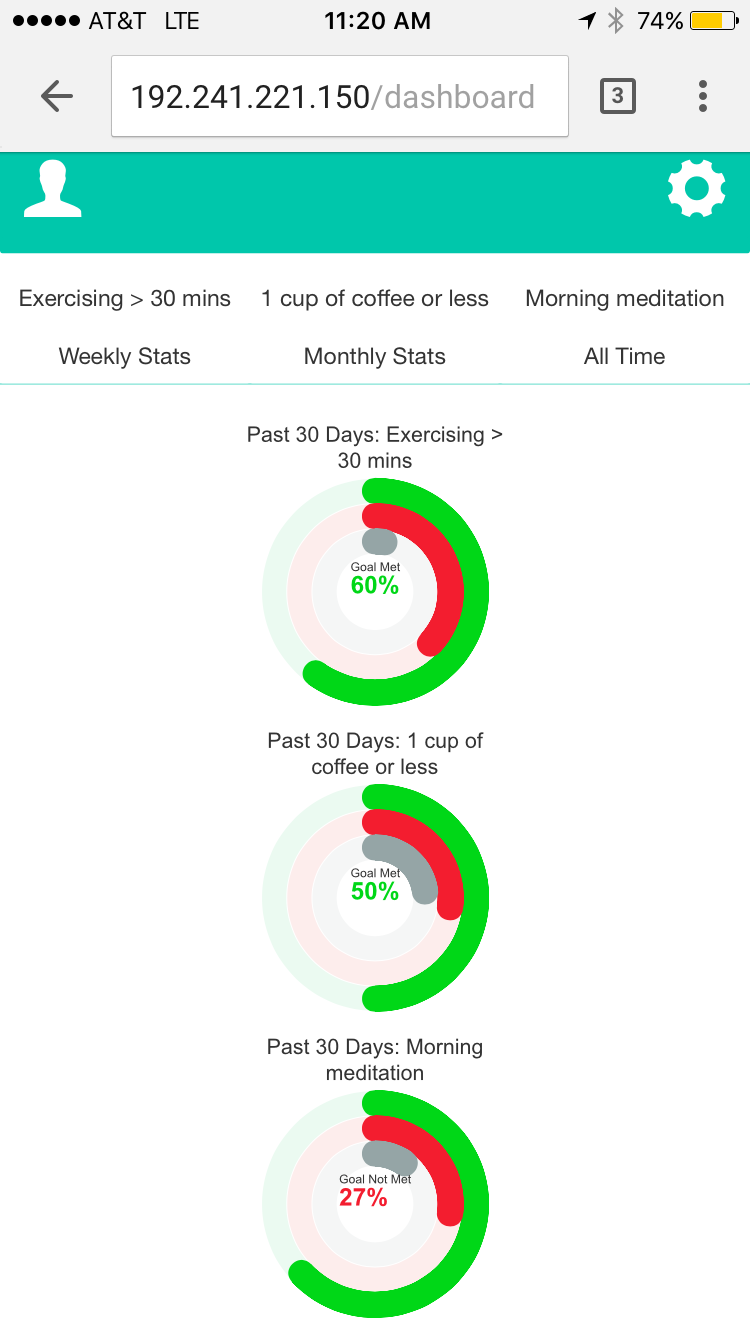 AT&T LTE 11:20 AM 74%
192.241.221.150/dashboard 3
Exercising > 30 mins 1 cup of coffee or less Morning meditation
Weekly Stats Monthly Stats All Time
Past 30 Days: Exercising >
30 mins
Goal Met
60%
Past 30 Days: 1 cup of
coffee or less
Goal Met
50%
Past 30 Days: Morning
meditation
Goal Not Met
27%